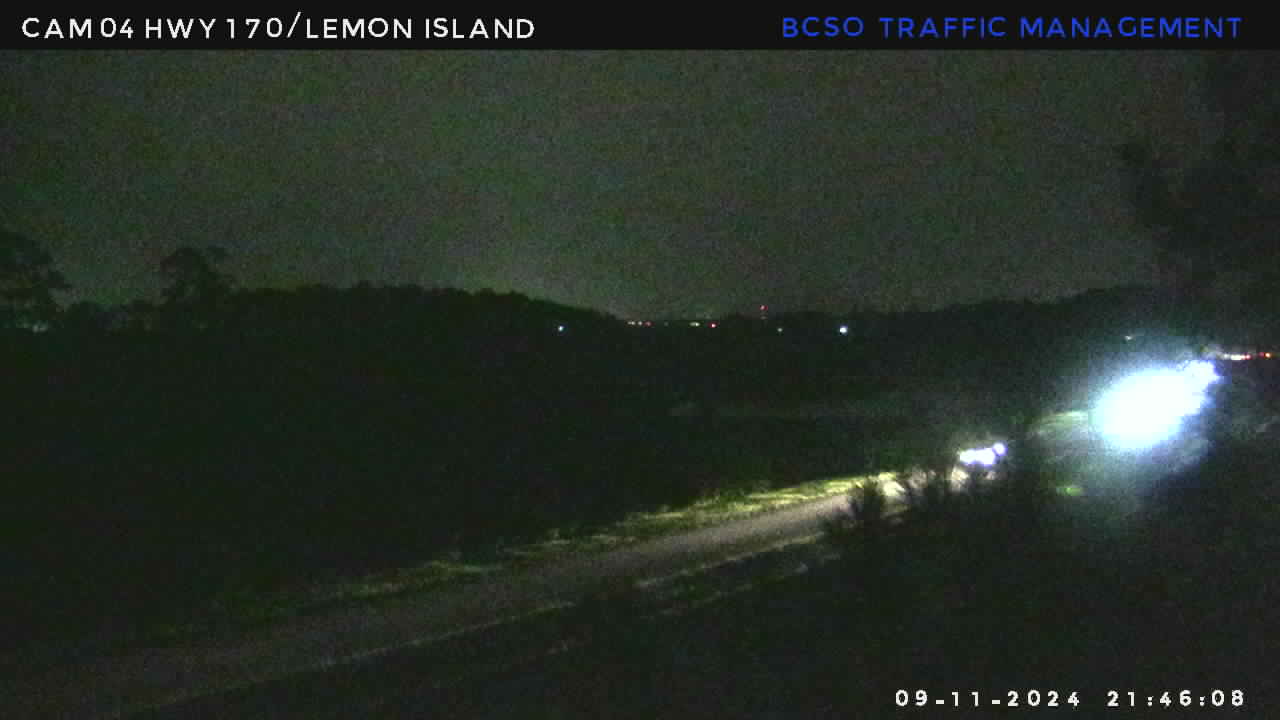 CAM04 HWY 170/LEMON ISLAND
BCSO TRAFFIC MANAGEMENT
09-11-2024 21:46:08